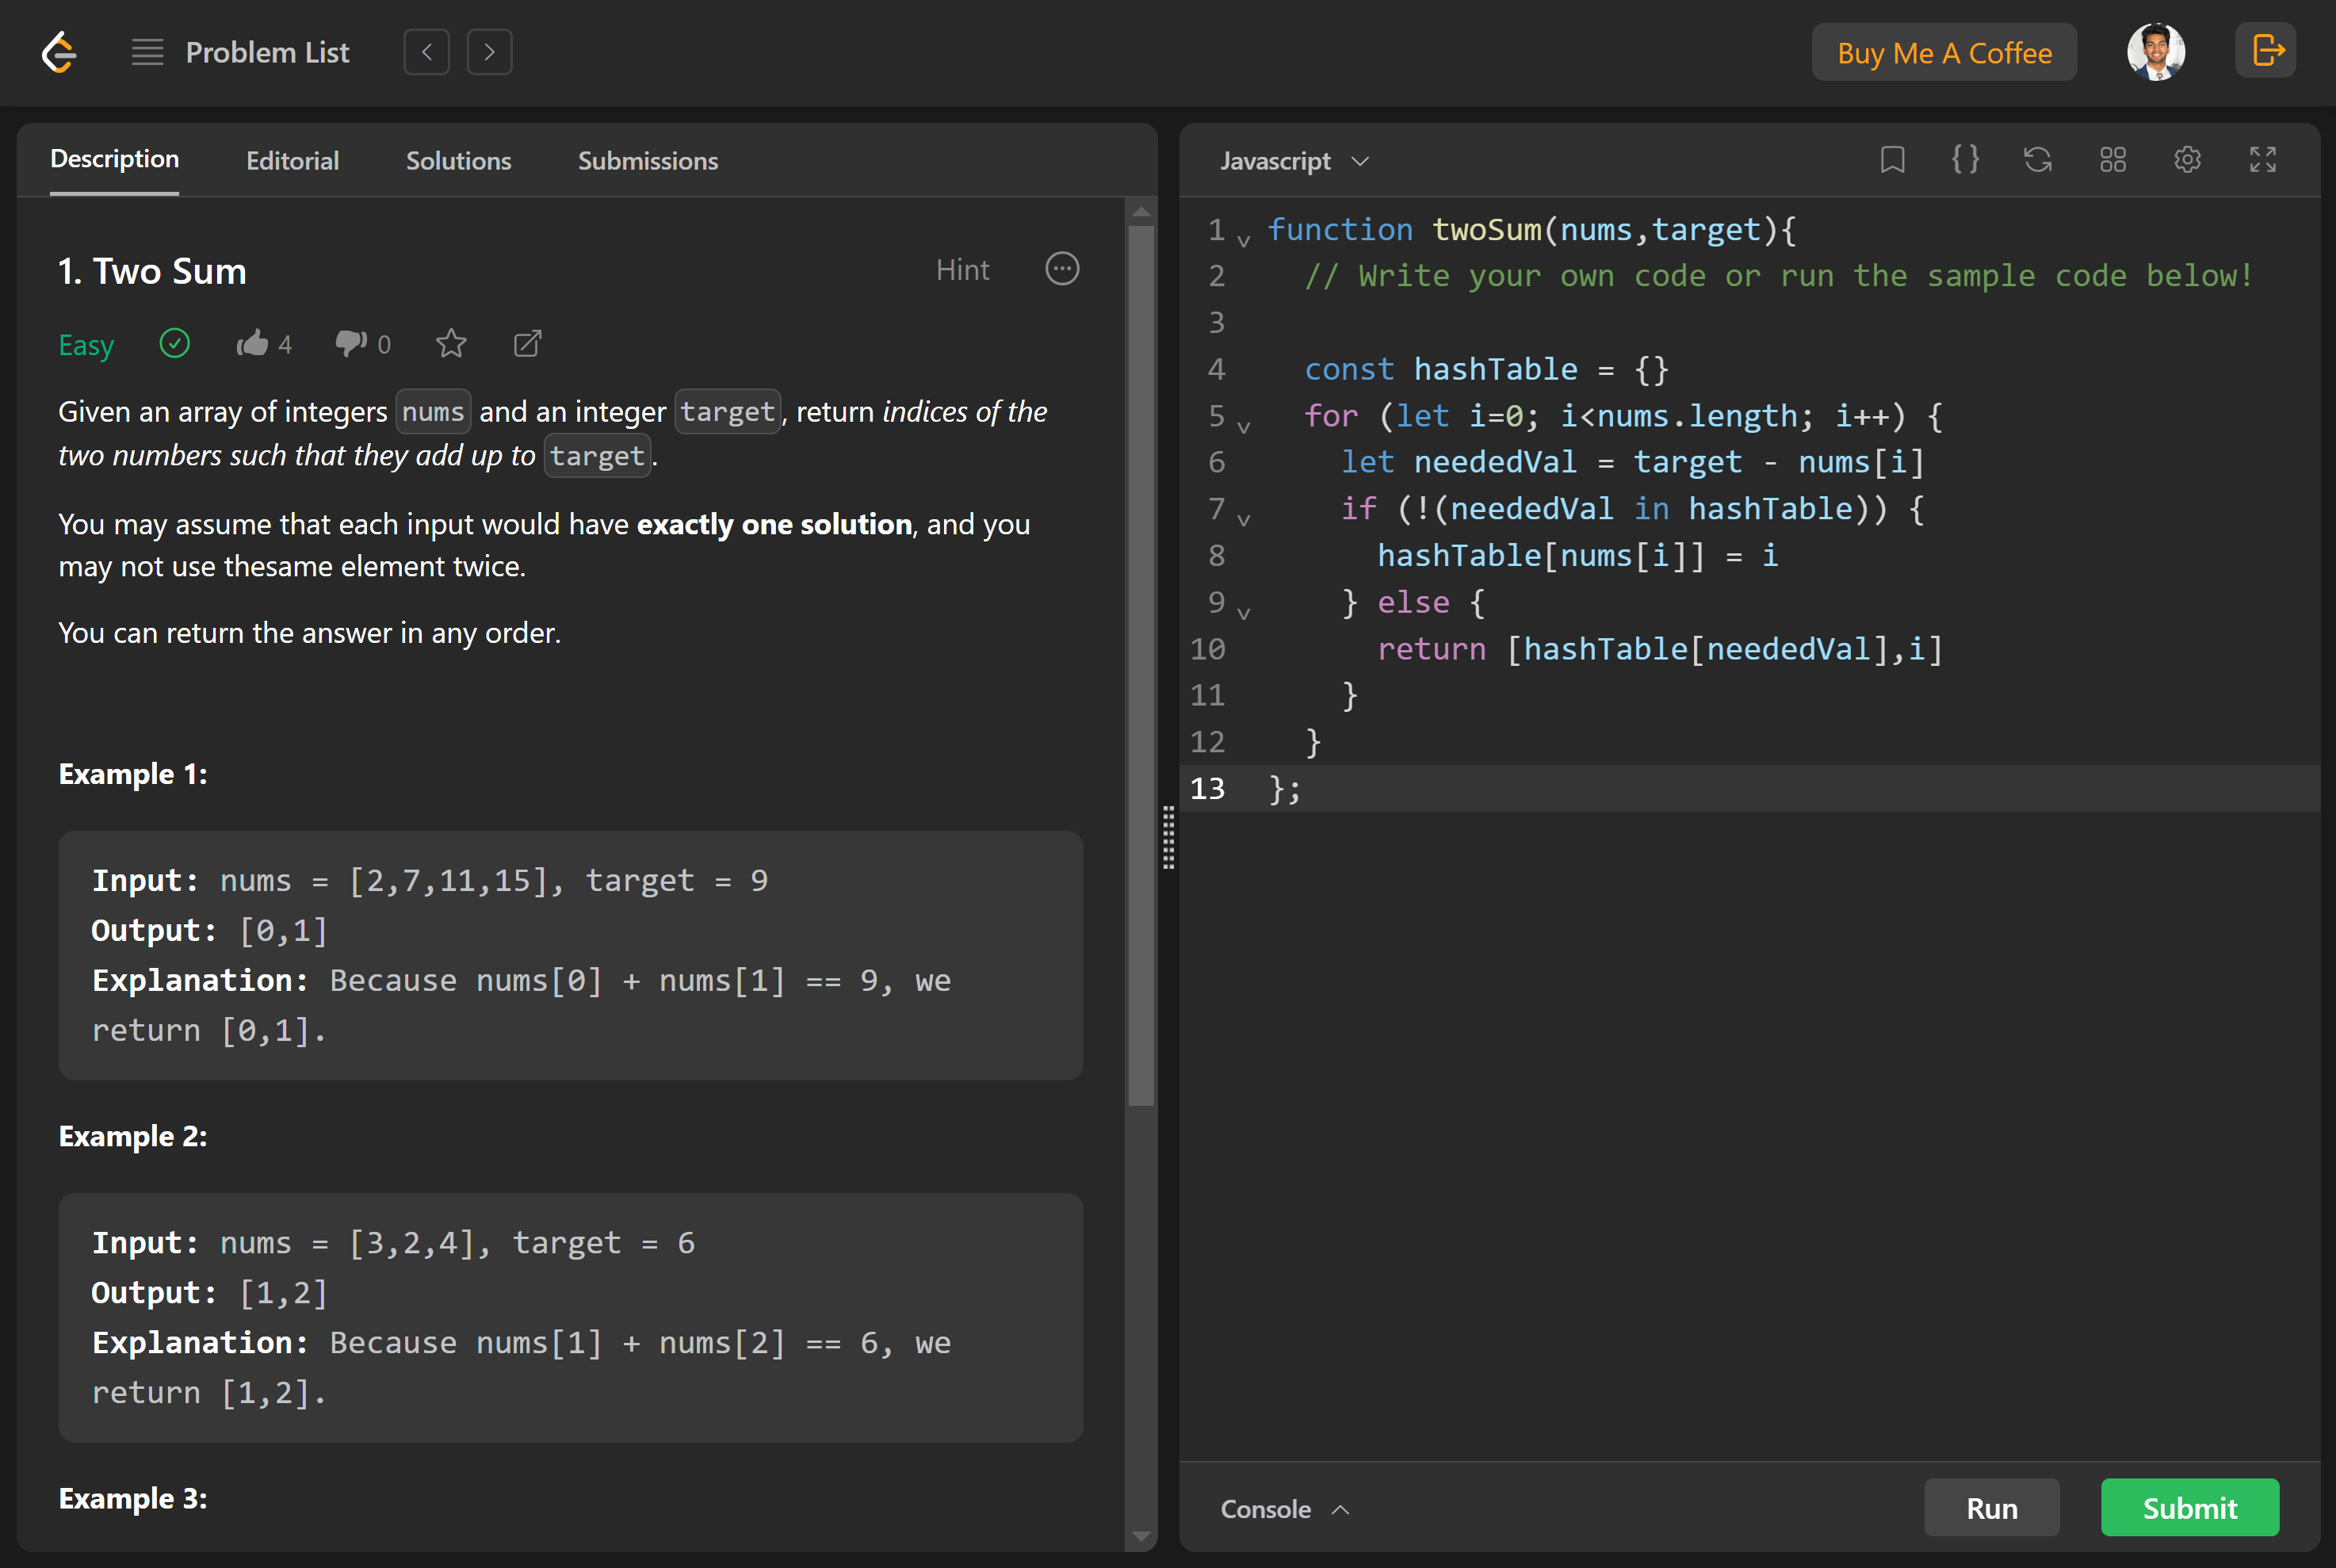 Problem List
Buy Me A Coffee
Description Editorial Solutions Submissions
1. Two Sum
Hint
Easy 4 0
Given an array of integers nums and an integer target, return indices of the
two numbers such that they add up to target.
You may assume that each input would have exactly one solution, and you
may not use thesame element twice.
You can return the answer in any order.
Example 1:
Input: nums = [2,7,11,15], target = 9
Output: [0,1]
Explanation: Because nums[0] + nums[1] == 9, we
return [0,1].
Example 2:
Input: nums = [3,2,4], target = 6
Output: [1,2]
Explanation: Because nums[1] + nums[2] == 6, we
return [1,2].
Example 3:
Javascript
1 function twoSum(nums,target){
2 // Write your own code or run the sample code below!
3
4 const hashTable = {}
5 for (let i=0; i<nums.length; i++) {
6 let neededVal = target - nums[i]
7 if (!(neededVal in hashTable)) {
8 hashTable[nums[i]] = i
9 } else {
10 return [hashTable[neededVal],i]
11 }
12 }
13 };
Console
Run
Submit